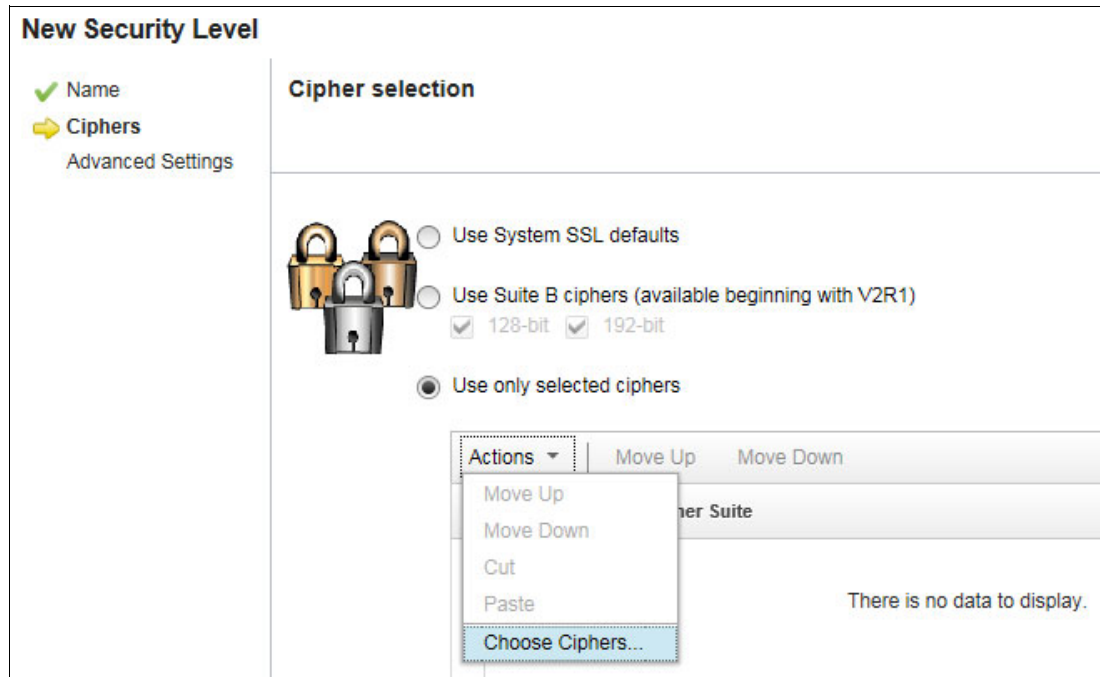 New Security Level
Name
Ciphers
Advanced Settings
Cipher selection
Use System SSL defaults
Use Suite B ciphers (available beginning with V2R1)
128-bit 192-bit
Use only selected ciphers
Actions Move Up Move Down
Move Up
Suite
Move Down
Cut
Paste
There is no data to display.
Choose Ciphers...